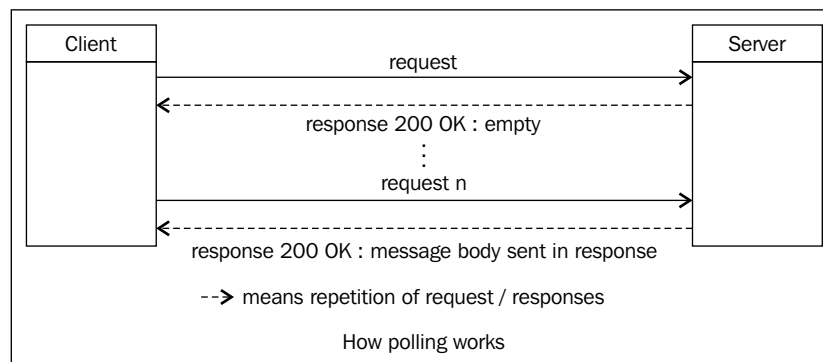 Client
Server
request
response 200 OK : empty
request n
response 200 OK : message body sent in response
means repetition of request / responses
How polling works